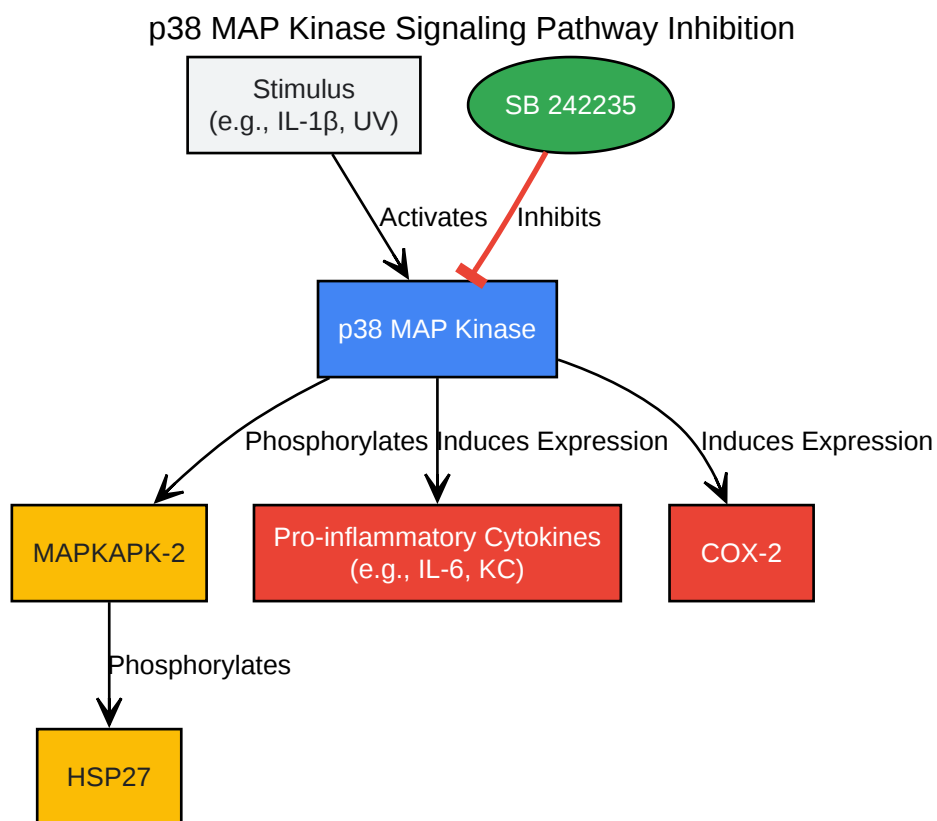 p38 MAP Kinase Signaling Pathway Inhibition
Stimulus
(e.g., IL-1β, UV)
SB 242235
Activates
Inhibits
p38 MAP Kinase
Phosphorylates
Induces Expression
Induces Expression
MAPKAPK-2
Pro-inflammatory Cytokines
(e.g., IL-6, KC)
COX-2
Phosphorylates
HSP27